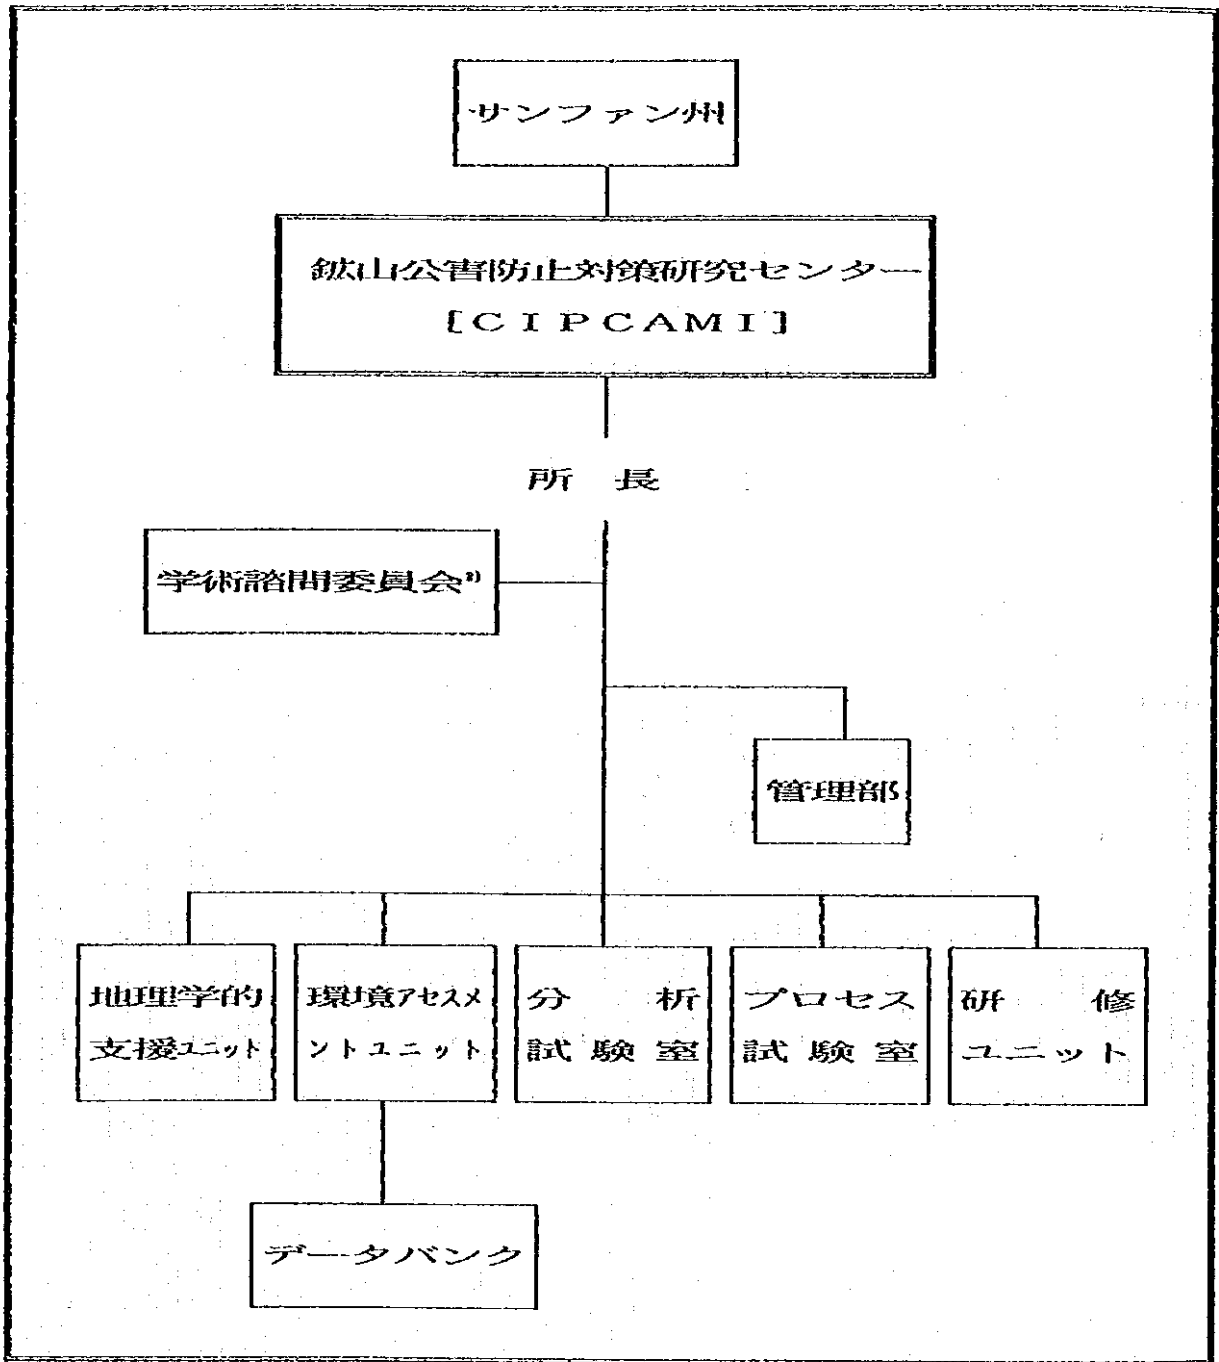 サンファン州
鉱山公害防止対策研究センター
[CIPCAMI]
所 長
学術諮問委員会²⁾
管理部
地理学的
支援ユニット
環境アセスメ
ントユニット
分 析
試 験 室
プロセス
試 験 室
研 修
ユニット
データバンク